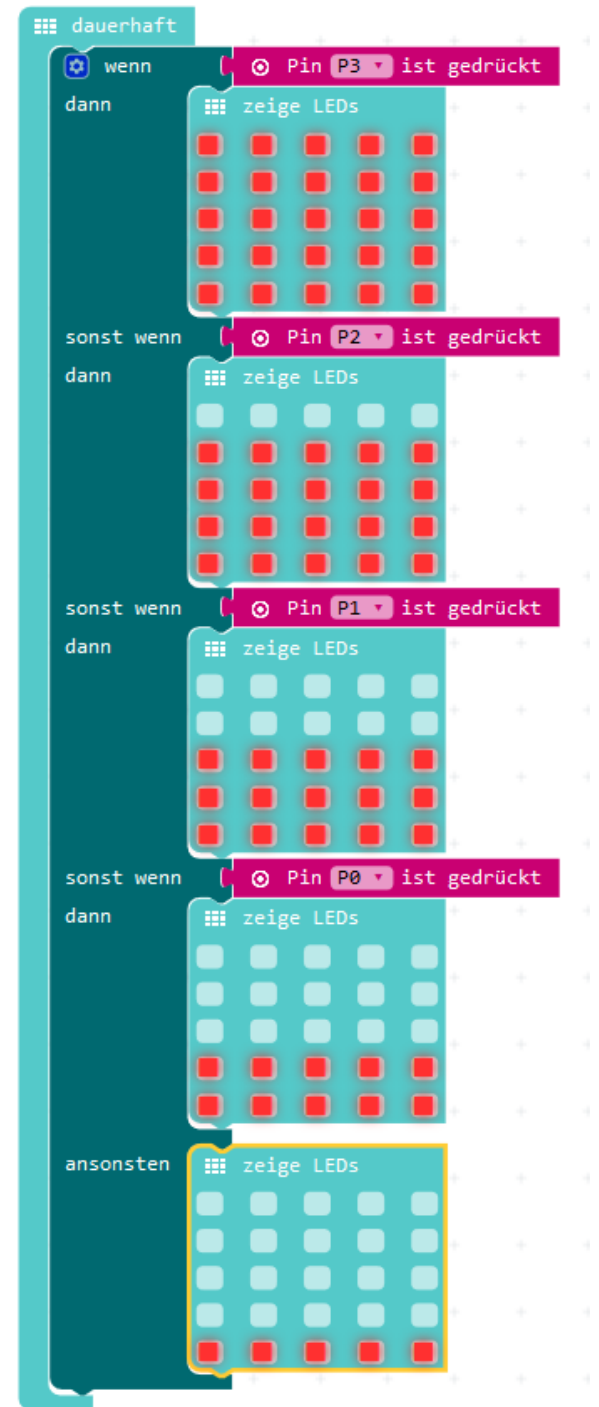 dauerhaft
wenn Pin P3 ist gedrückt
dann zeige LEDs
sonst wenn Pin P2 ist gedrückt
dann zeige LEDs
sonst wenn Pin P1 ist gedrückt
dann zeige LEDs
sonst wenn Pin P0 ist gedrückt
dann zeige LEDs
ansonsten zeige LEDs